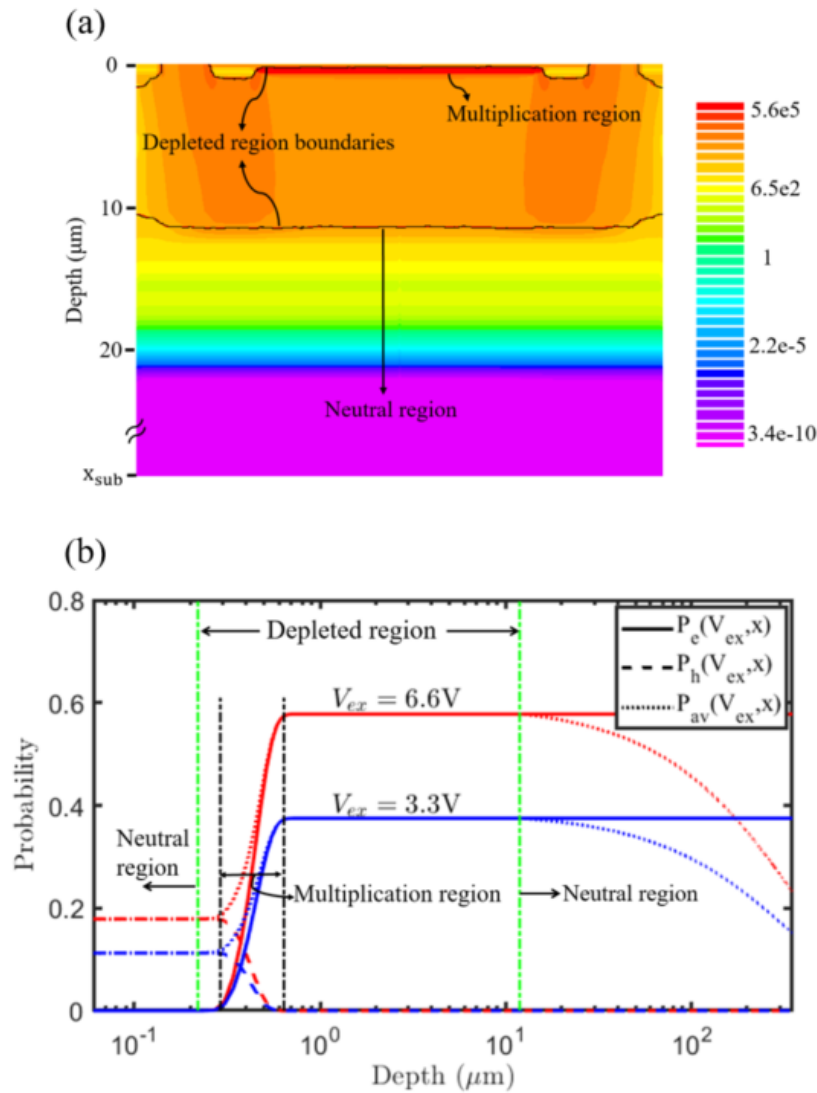 (a)
0
10
20
x_sub
Depth (μm)
Depleted region boundaries
Multiplication region
Neutral region
5.6e5
6.5e2
1
2.2e-5
3.4e-10
(b)
0.8
0.6
0.4
0.2
0
Probability
Depleted region
P_e(V_ex,x)
P_h(V_ex,x)
P_av(V_ex,x)
V_ex = 6.6V
V_ex = 3.3V
Neutral
region
Multiplication region
Neutral region
10^-1
10^0
10^1
10^2
Depth (μm)